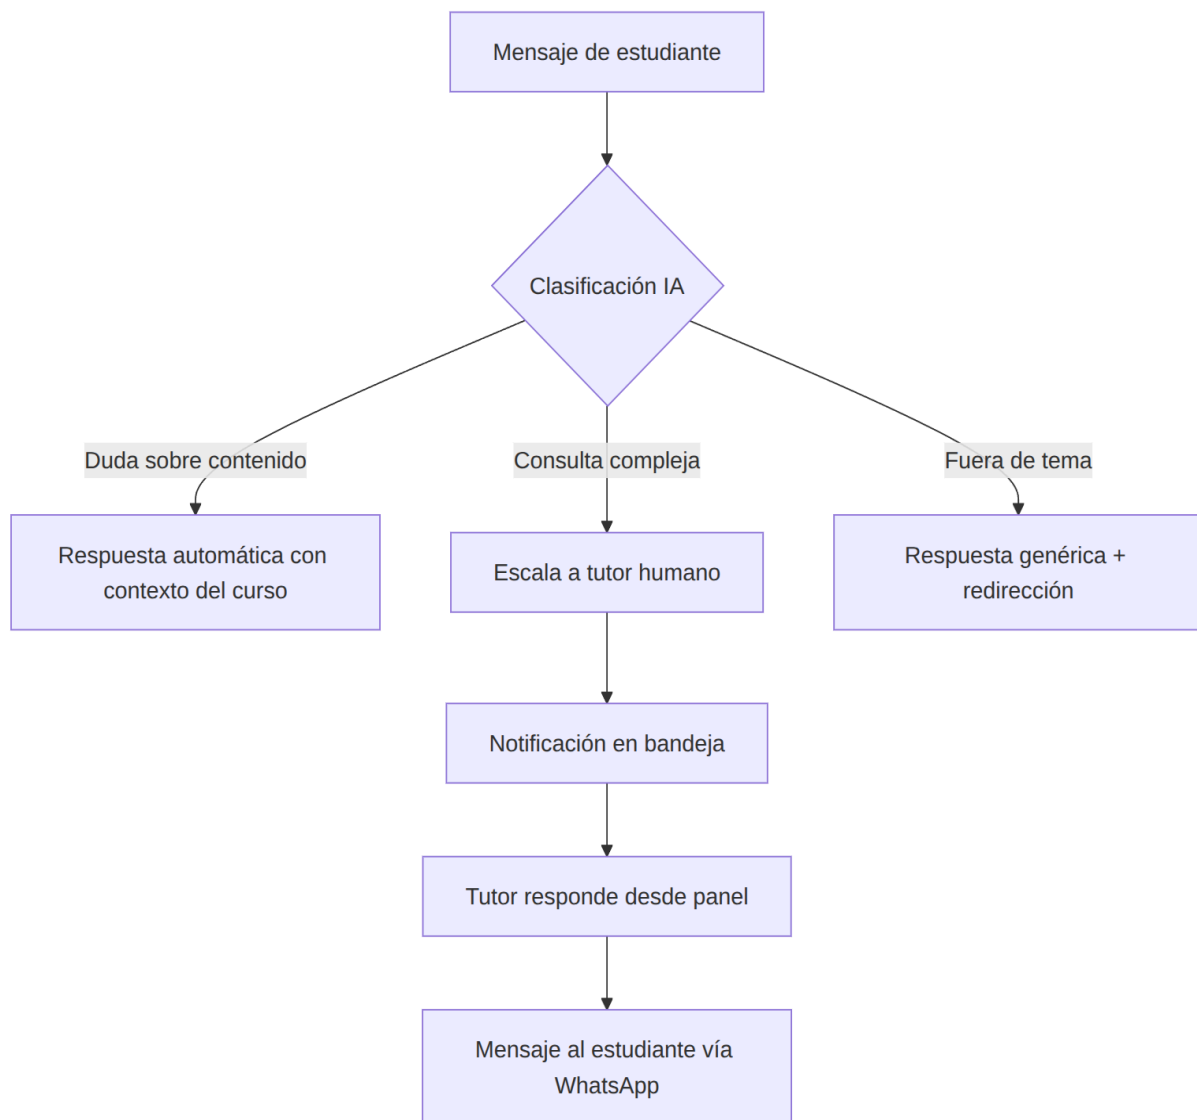 Mensaje de estudiante
Clasificación IA
Duda sobre contenido
Consulta compleja
Fuera de tema
Respuesta automática con
contexto del curso
Escala a tutor humano
Respuesta genérica +
redirección
Notificación en bandeja
Tutor responde desde panel
Mensaje al estudiante vía
WhatsApp